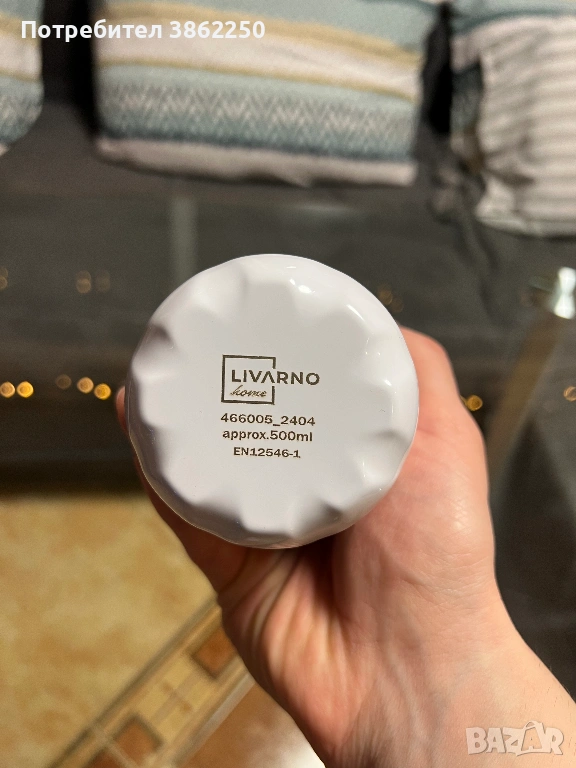 Потребител 3862250
LIVARNO
home
466005_2404
approx.500ml
EN12546-1
BAZAR